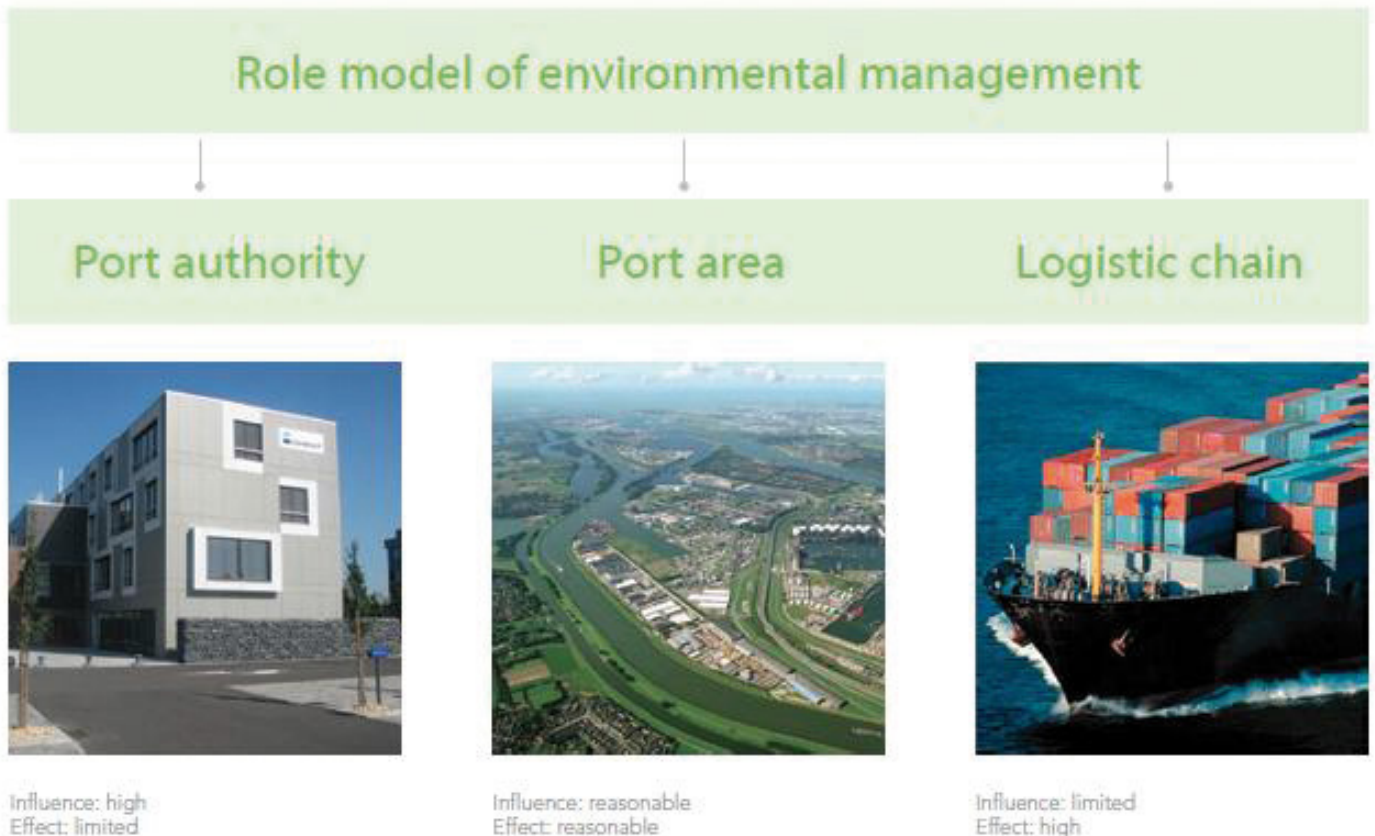 Role model of environmental management
Port authority
Port area
Logistic chain
Influence: high
Effect: limited
Influence: reasonable
Effect: reasonable
Influence: limited
Effect: high